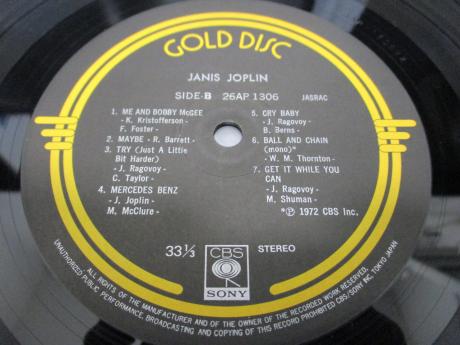 GOLD DISC
JANIS JOPLIN
SIDE-B 26AP 1306 JASRAC
1. ME AND BOBBY McGEE
- K. Kristofferson -
F. Foster -
2. MAYBE - R. Barrett -
3. TRY (Just A Little
Bit Harder)
- J. Ragovoy -
C. Taylor -
4. MERCEDES BENZ
- J. Joplin -
M. McClure -
5. CRY BABY
- J. Ragovoy -
B. Berns -
6. BALL AND CHAIN
(mono)*
- W. M. Thornton -
7. GET IT WHILE YOU
CAN
- J. Ragovoy -
M. Shuman -
*Ⓟ 1972 CBS Inc.
33⅓ CBS STEREO
SONY
ALL RIGHTS OF THE MANUFACTURER AND OF THE OWNER OF THE RECORDED WORK RESERVED.
UNAUTHORIZED PUBLIC PERFORMANCE, BROADCASTING AND COPYING OF THIS RECORD PROHIBITED CBS/SONY INC. TOKYO JAPAN